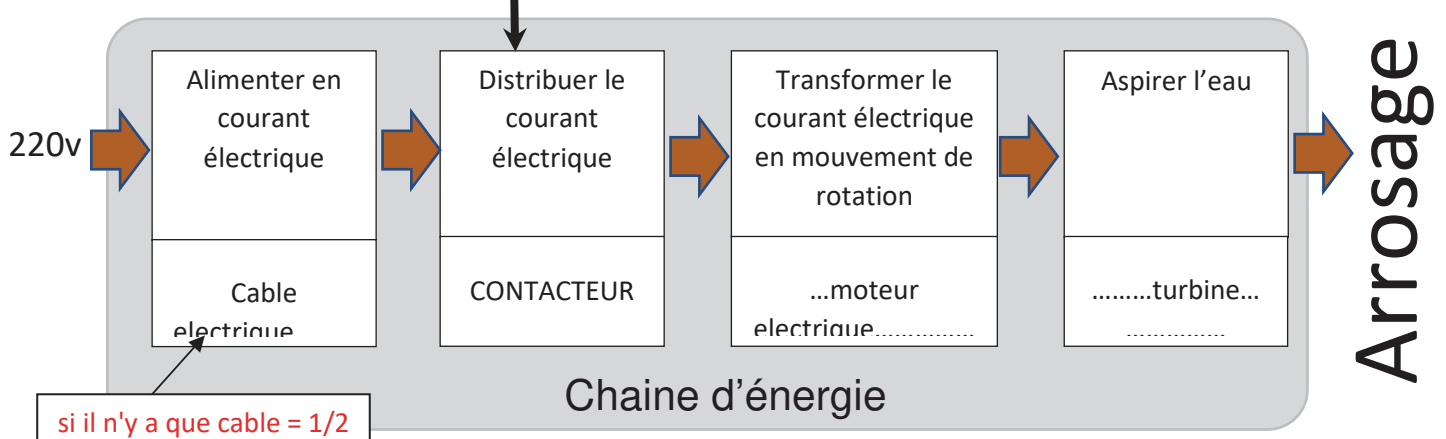 220v
Alimenter en
courant
électrique
Cable
electrique
Distribuer le
courant
électrique
CONTACTEUR
Transformer le
courant électrique
en mouvement de
rotation
…moteur
electrique……………
Aspirer l’eau
………turbine…
……………
Arrosage
Chaine d’énergie
si il n'y a que cable = 1/2